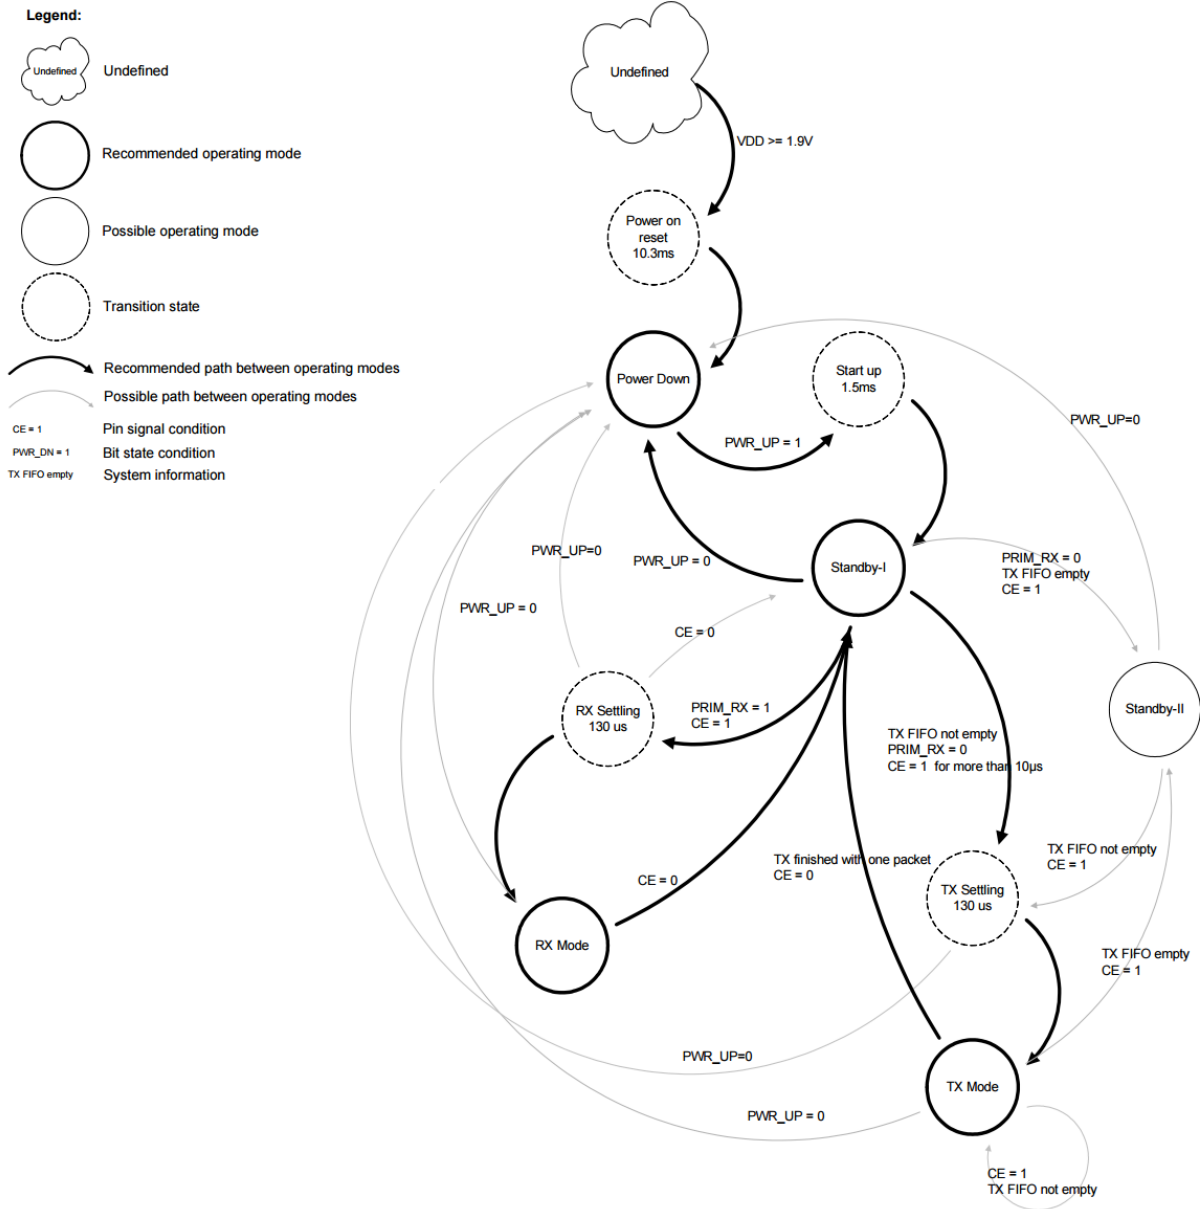 Legend:
Undefined
Undefined
Recommended operating mode
Possible operating mode
Transition state
Recommended path between operating modes
Possible path between operating modes
CE = 1
Pin signal condition
PWR_DN = 1
Bit state condition
TX FIFO empty
System information
Undefined
VDD >= 1.9V
Power on
reset
10.3ms
Power Down
Start up
1.5ms
PWR_UP = 1
PWR_UP=0
PWR_UP=0
PWR_UP = 0
Standby-I
PRIM_RX = 0
TX FIFO empty
CE = 1
PWR_UP = 0
CE = 0
RX Settling
130 us
PRIM_RX = 1
CE = 1
Standby-II
TX FIFO not empty
PRIM_RX = 0
CE = 1  for more than 10µs
TX FIFO not empty
CE = 1
TX finished with one packet
CE = 0
CE = 0
TX Settling
130 us
RX Mode
TX FIFO empty
CE = 1
PWR_UP=0
TX Mode
PWR_UP = 0
CE = 1
TX FIFO not empty